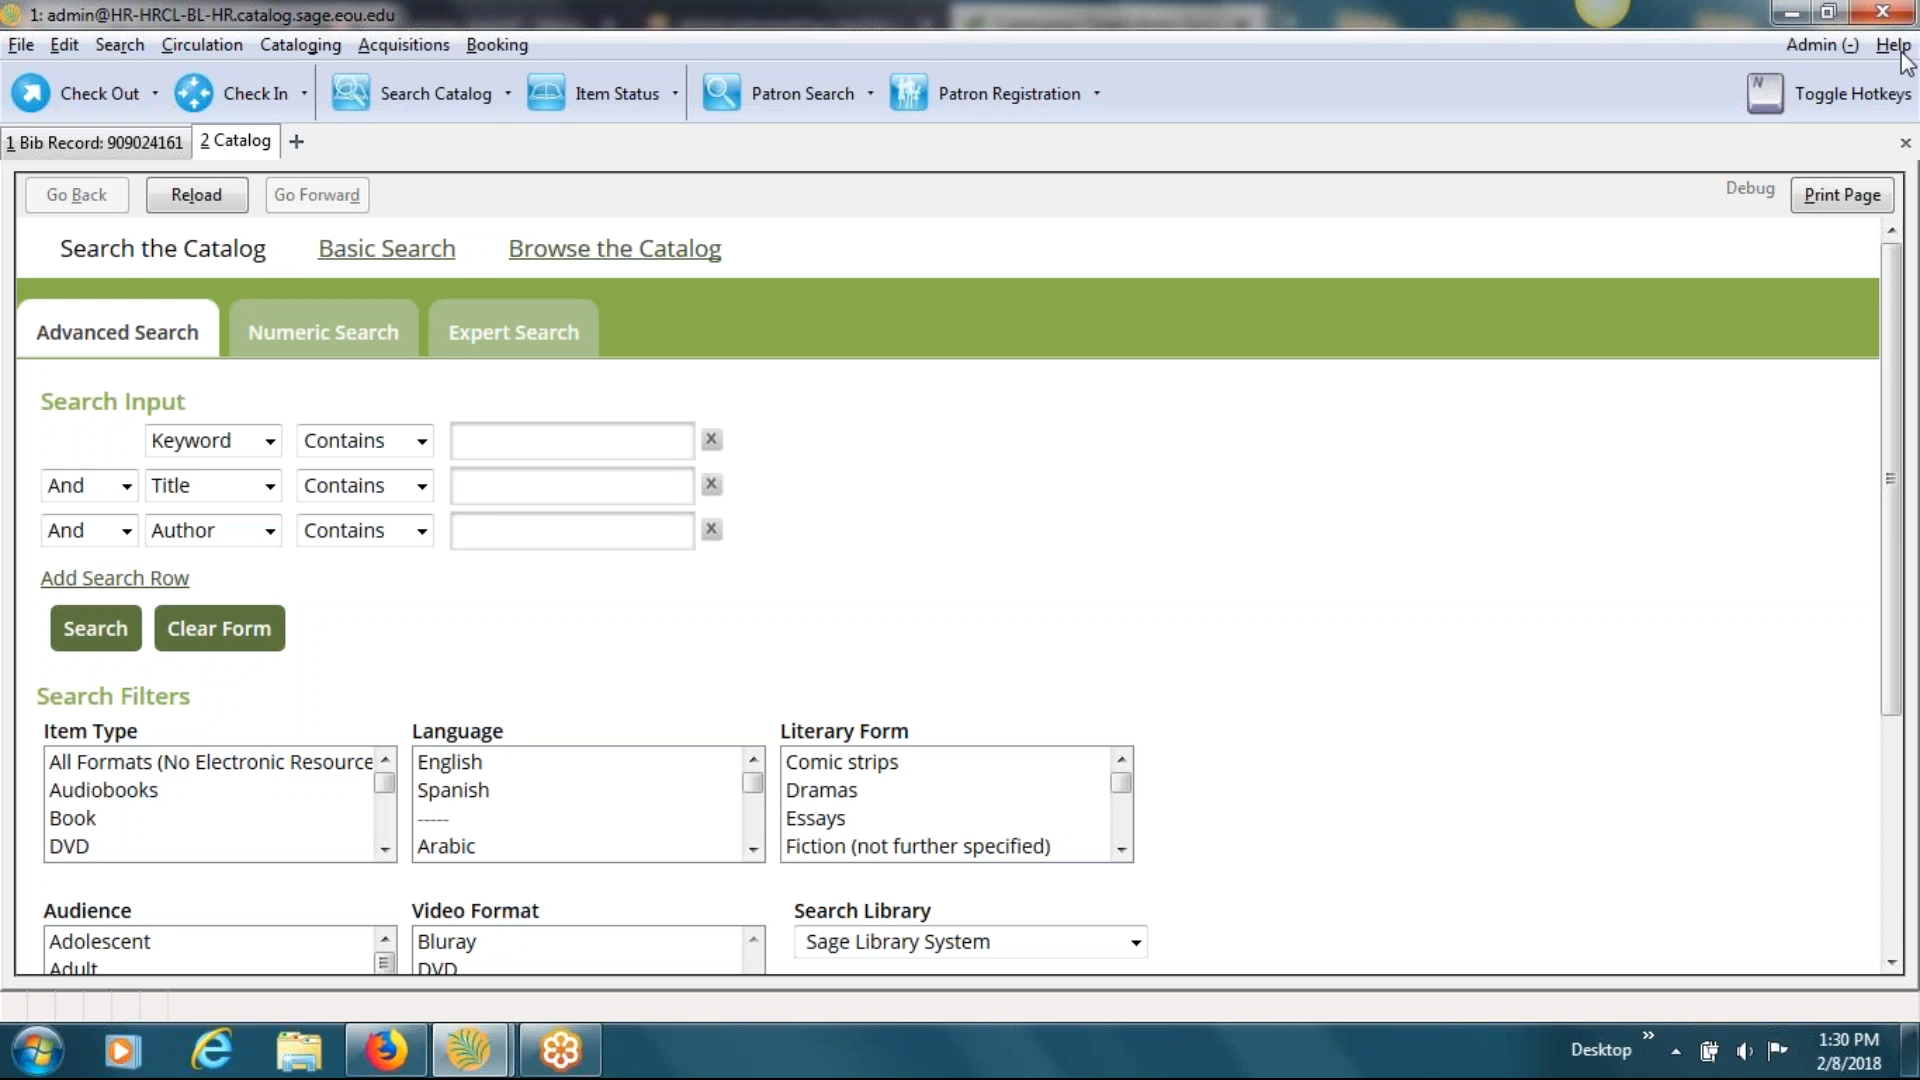 1: admin@HR-HRCL-BL-HR.catalog.sage.eou.edu
File Edit Search Circulation Cataloging Acquisitions Booking Admin (-) Help
Check Out Check In Search Catalog Item Status Patron Search Patron Registration N Toggle Hotkeys
1 Bib Record: 909024161 2 Catalog +
Go Back Reload Go Forward Debug Print Page
Search the Catalog Basic Search Browse the Catalog
Advanced Search Numeric Search Expert Search
Search Input
Keyword Contains x
And Title Contains x
And Author Contains x
Add Search Row
Search Clear Form
Search Filters
Item Type Language Literary Form
All Formats (No Electronic Resource English Comic strips
Audiobooks Spanish Dramas
Book ----- Essays
DVD Arabic Fiction (not further specified)
Audience Video Format Search Library
Adolescent Bluray Sage Library System
Adult DVD
Desktop » 1:30 PM
2/8/2018